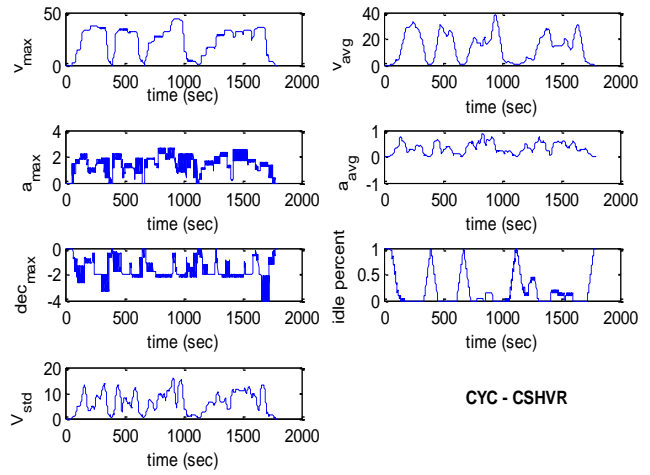 50
0
v_max
0 500 1000 1500 2000
time (sec)
40
20
0
v_avg
0 500 1000 1500 2000
time (sec)
4
2
0
a_max
0 500 1000 1500 2000
time (sec)
1
0
-1
a_avg
0 500 1000 1500 2000
time (sec)
0
-2
-4
dec_max
0 500 1000 1500 2000
time (sec)
1
0.5
0
idle percent
0 500 1000 1500 2000
time (sec)
20
10
0
V_std
0 500 1000 1500 2000
time (sec)
CYC - CSHVR